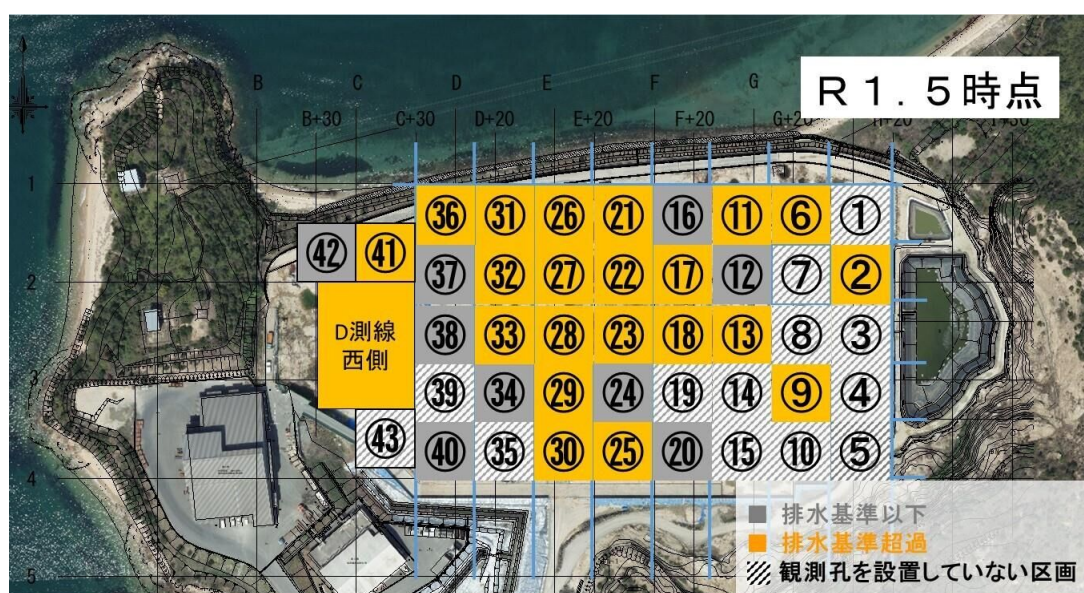 R1.5時点
A B C D E F G
B+30 C+30 D+20 E+20 F+20 G+20 H+20
1
㊱ ㉛ ㉖ ㉑ ⑯ ⑪ ⑥ ①
㊷ ㊶
2
㊲ ㉜ ㉗ ㉒ ⑰ ⑫ ⑦ ②
D測線
西側
㊳ ㉝ ㉘ ㉓ ⑱ ⑬ ⑧ ③
3
㊴ ㉞ ㉙ ㉔ ⑲ ⑭ ⑨ ④
㊸
㊵ ㉟ ㉚ ㉕ ⑳ ⑮ ⑩ ⑤
4
排水基準以下
排水基準超過
観測孔を設置していない区画
5